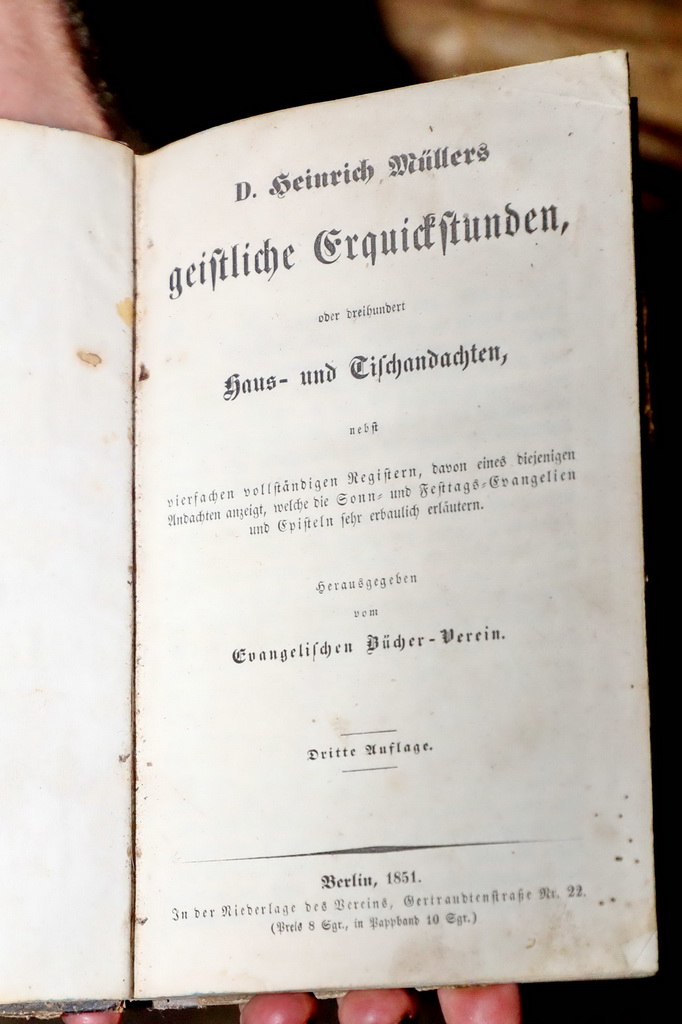 D. Heinrich Müllers
geistliche Erquickstunden,
oder dreihundert
Haus- und Tischandachten,
nebst
vierfachen vollständigen Registern, davon eines diejenigen
Andachten anzeigt, welche die Sonn- und Festtags-Evangelien
und Episteln sehr erbaulich erläutern.
Herausgegeben
vom
Evangelischen Bücher-Verein.
Dritte Auflage.
Berlin, 1851.
In der Niederlage des Vereins, Gertraudtenstraße Nr. 22.
(Preis 8 Sgr., in Pappband 10 Sgr.)